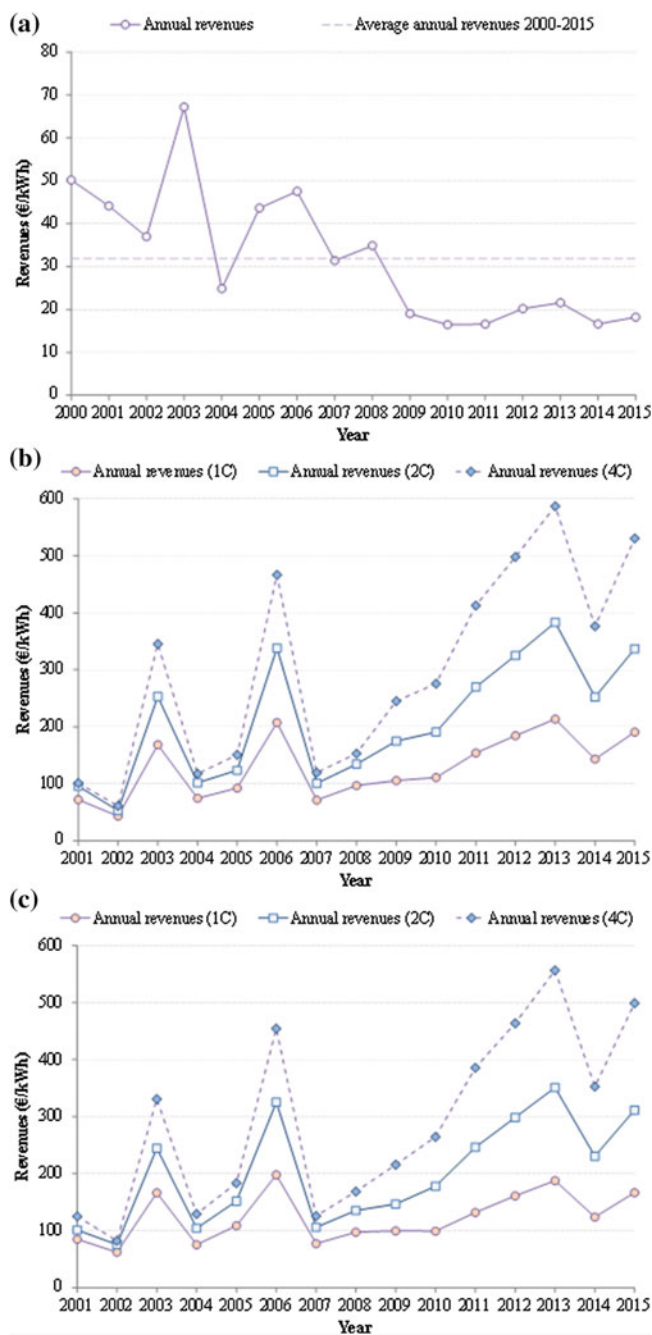 (a)
Annual revenues Average annual revenues 2000-2015
80
70
60
50
40
30
20
10
0
Revenues (€/kWh)
2000 2001 2002 2003 2004 2005 2006 2007 2008 2009 2010 2011 2012 2013 2014 2015
Year
(b)
Annual revenues (1C) Annual revenues (2C) Annual revenues (4C)
600
500
400
300
200
100
0
Revenues (€/kWh)
2001 2002 2003 2004 2005 2006 2007 2008 2009 2010 2011 2012 2013 2014 2015
Year
(c)
Annual revenues (1C) Annual revenues (2C) Annual revenues (4C)
600
500
400
300
200
100
0
Revenues (€/kWh)
2001 2002 2003 2004 2005 2006 2007 2008 2009 2010 2011 2012 2013 2014 2015
Year